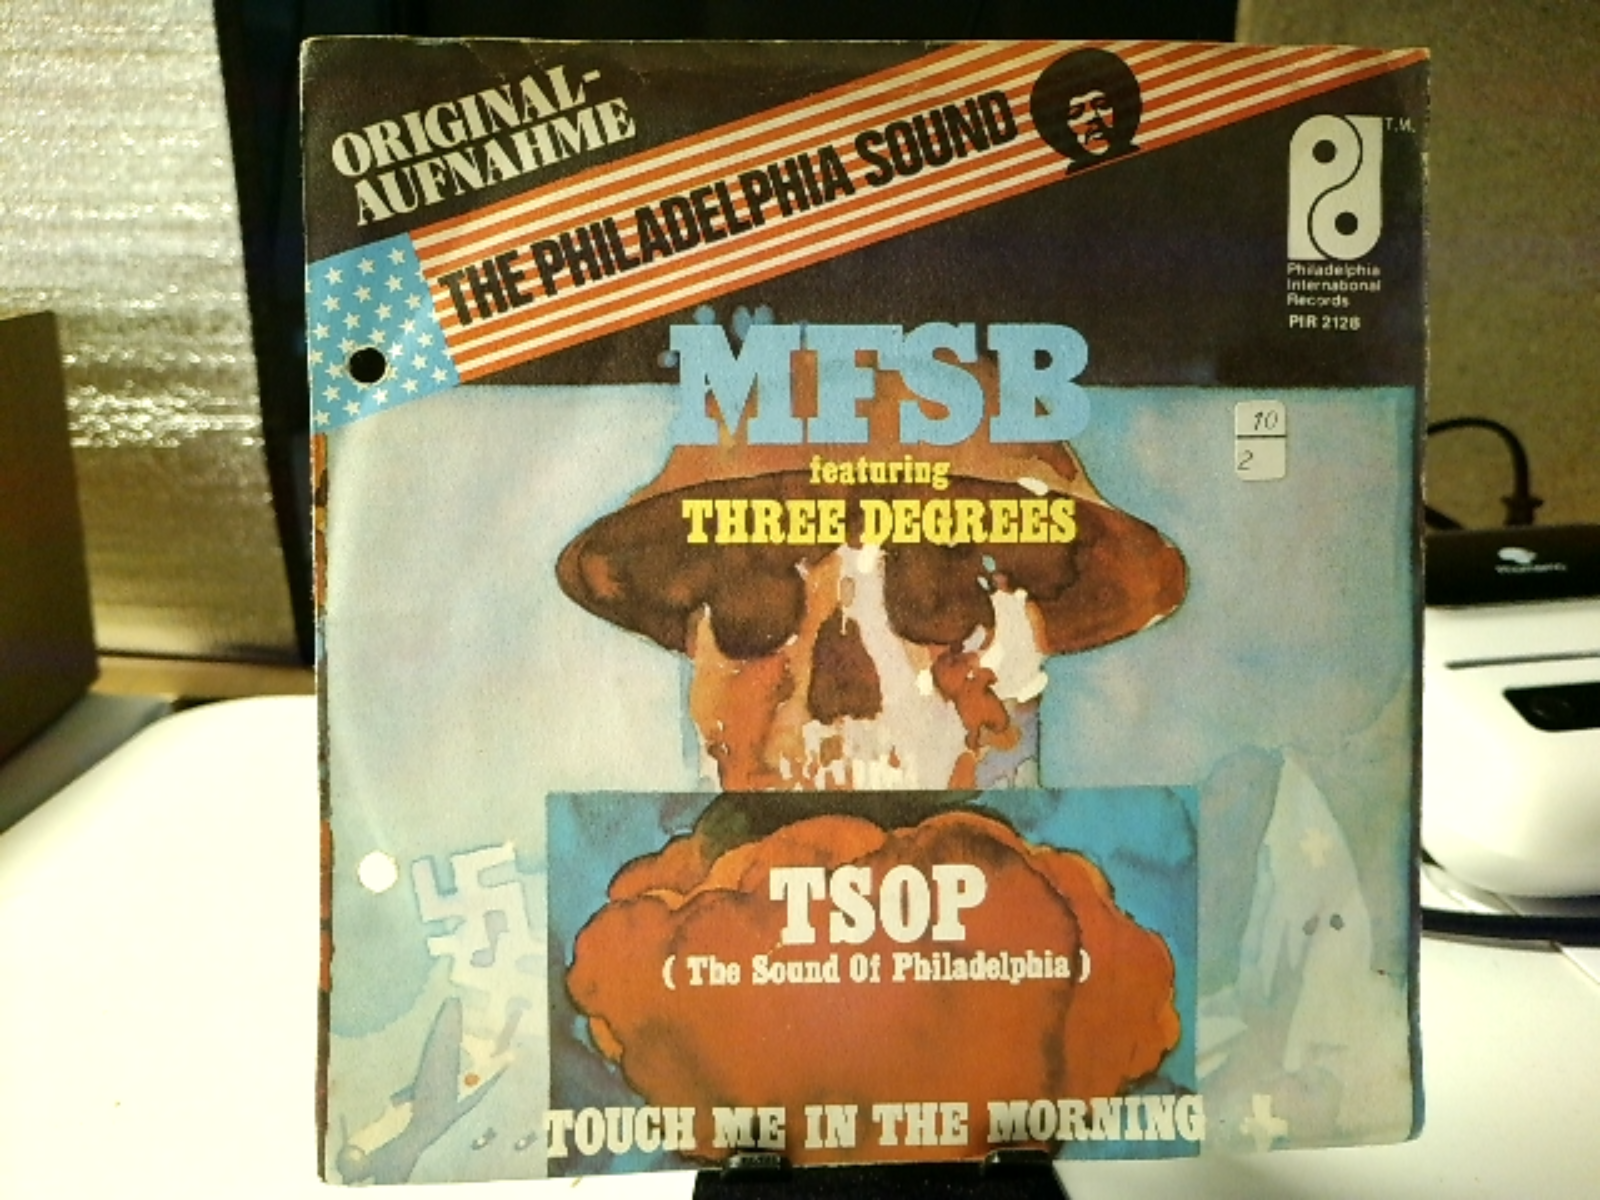 ORIGINAL-
AUFNAHME
THE PHILADELPHIA SOUND
T.M.
Philadelphia
International
Records
PIR 2128
MFSB
featuring
THREE DEGREES
10
2
TSOP
( The Sound Of Philadelphia )
TOUCH ME IN THE MORNING